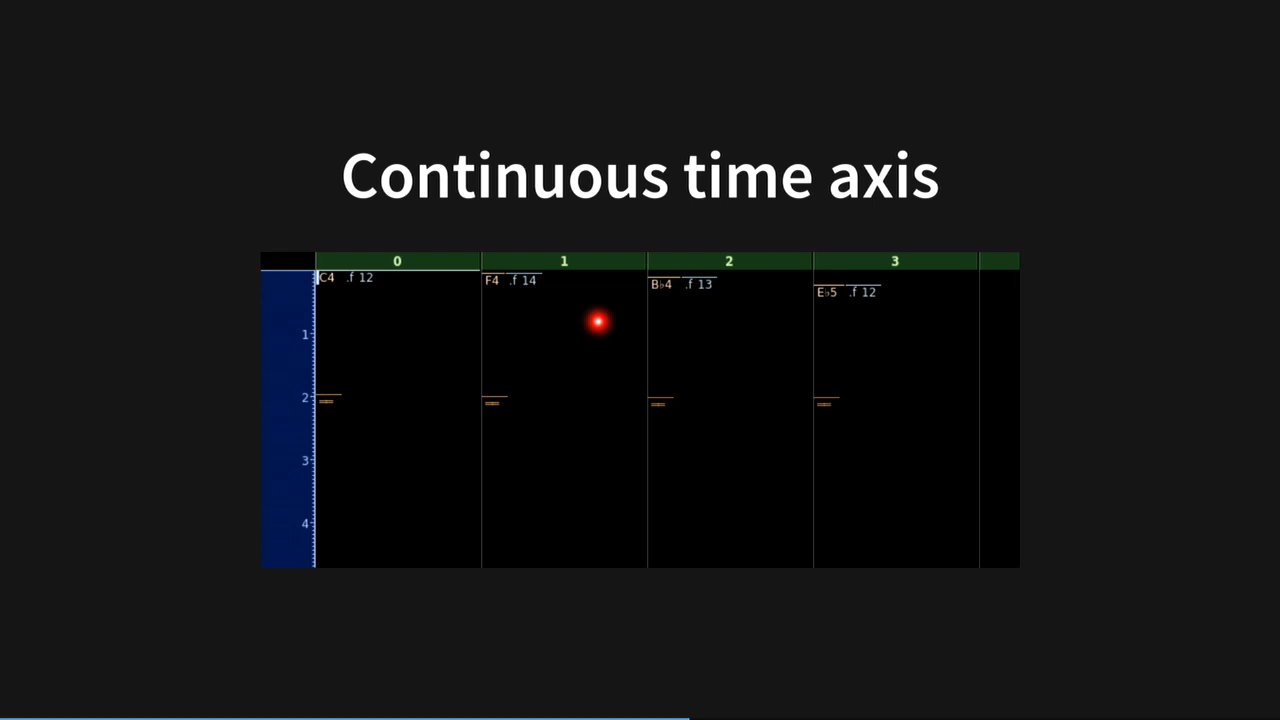 Continuous time axis
0 1 2 3
C4 .f 12 F4 .f 14 B♭4 .f 13 E♭5 .f 12
1
2
3
4